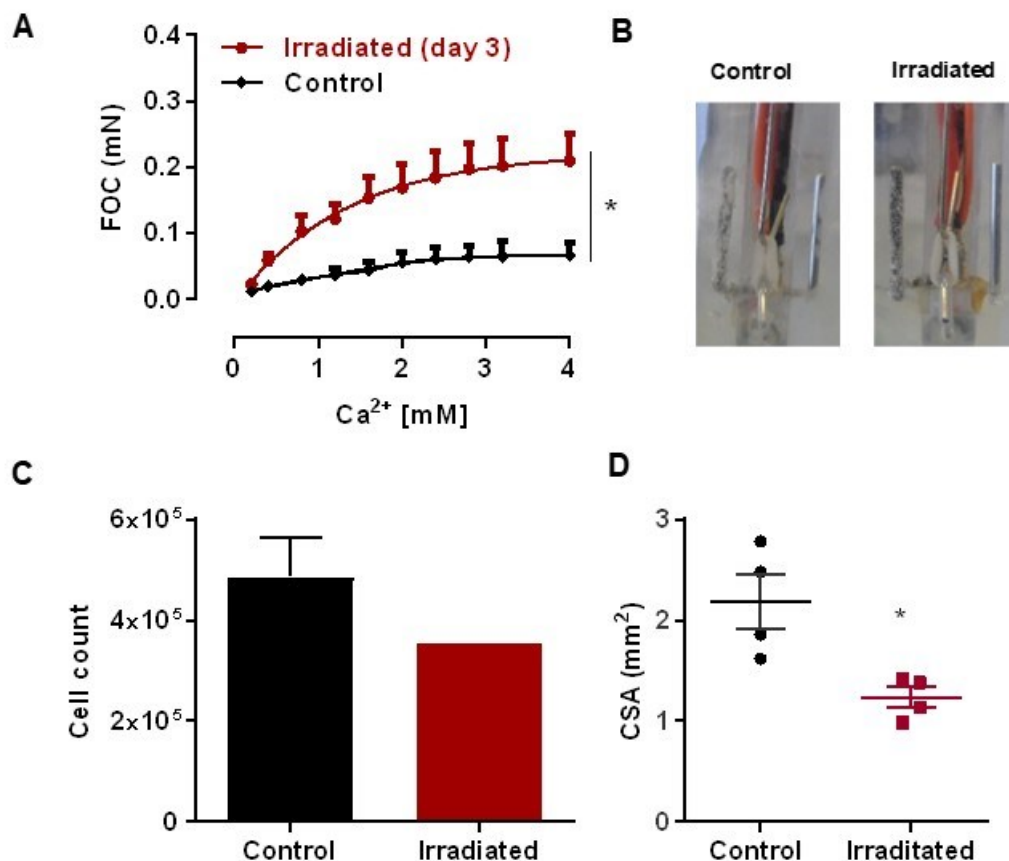 A
0.4
0.3
0.2
0.1
0.0
FOC (mN)
Irradiated (day 3)
Control
*
0 1 2 3 4
Ca²⁺ [mM]
B
Control Irradiated
C
6x10⁵
4x10⁵
2x10⁵
0
Cell count
Control Irradiated
D
3
2
1
0
CSA (mm²)
*
Control Irraditated